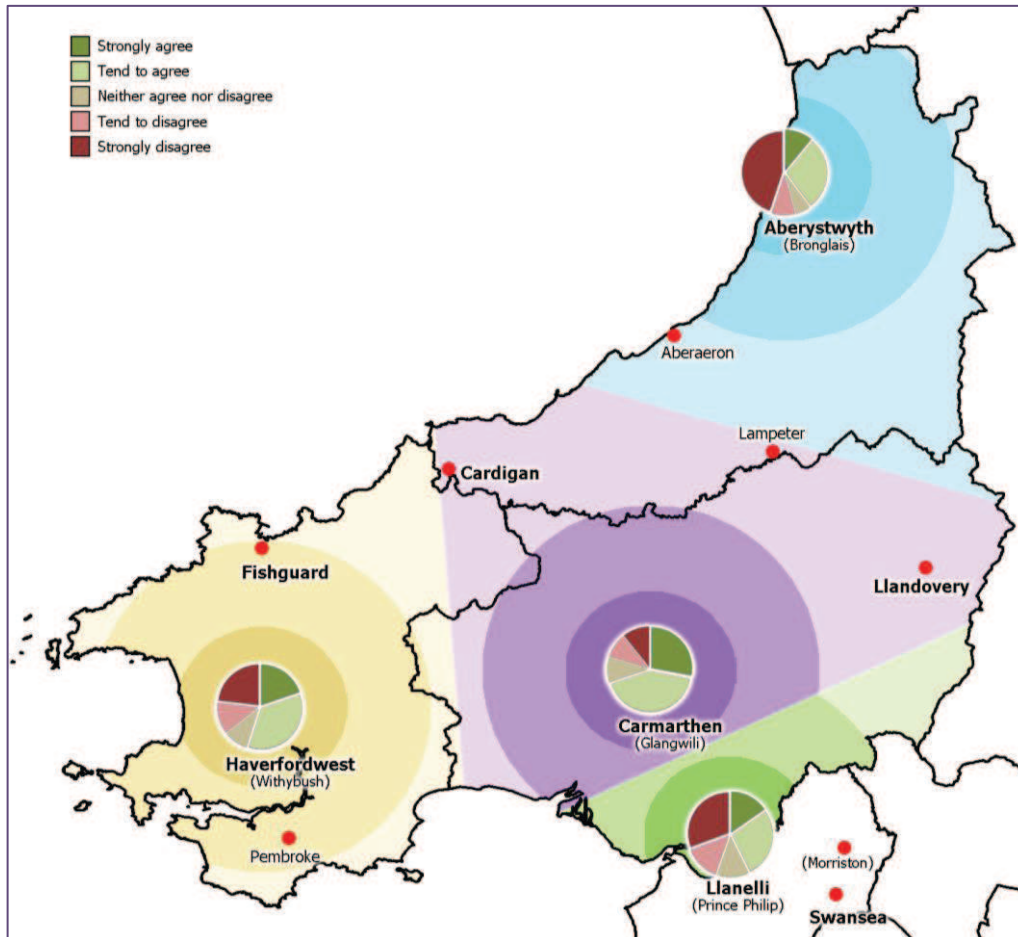 Strongly agree
Tend to agree
Neither agree nor disagree
Tend to disagree
Strongly disagree
Aberystwyth
(Bronglais)
Aberaeron
Lampeter
Cardigan
Fishguard
Llandovery
Carmarthen
(Glangwili)
Haverfordwest
(Withybush)
Pembroke
(Morriston)
Llanelli
(Prince Philip)
Swansea